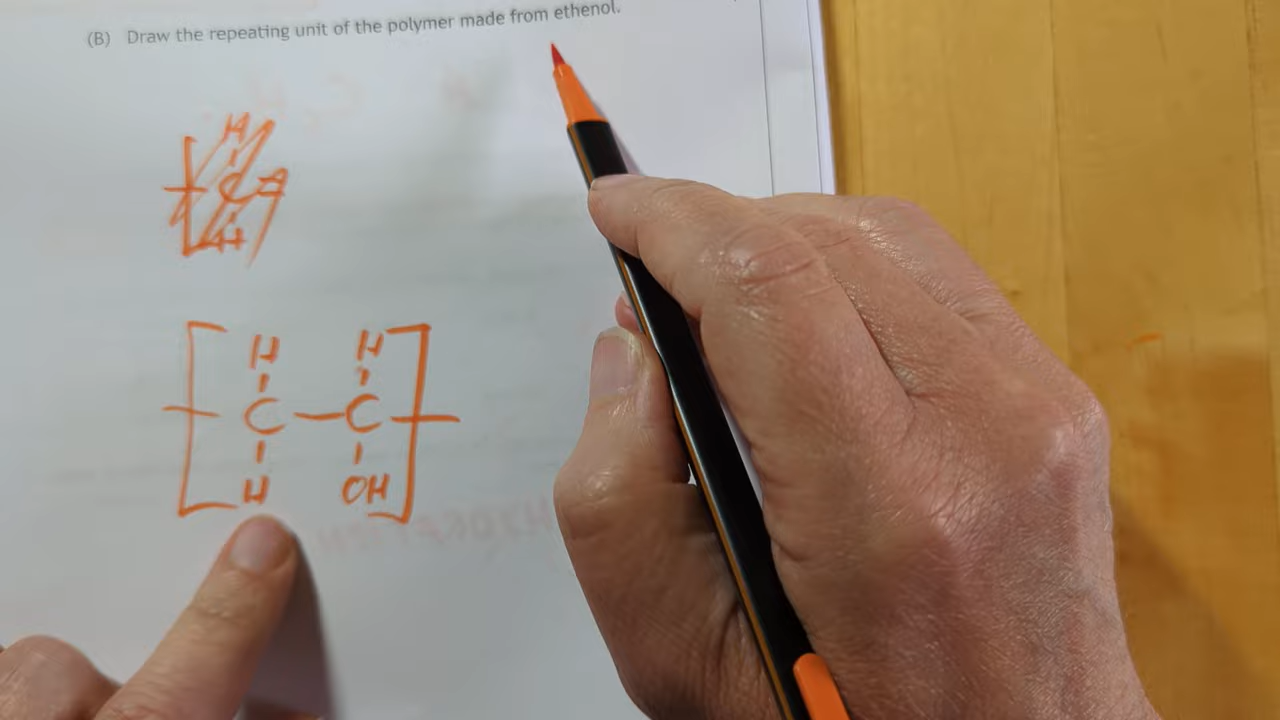 (B) Draw the repeating unit of the polymer made from ethenol.
H
C
H
H H
C — C
H OH